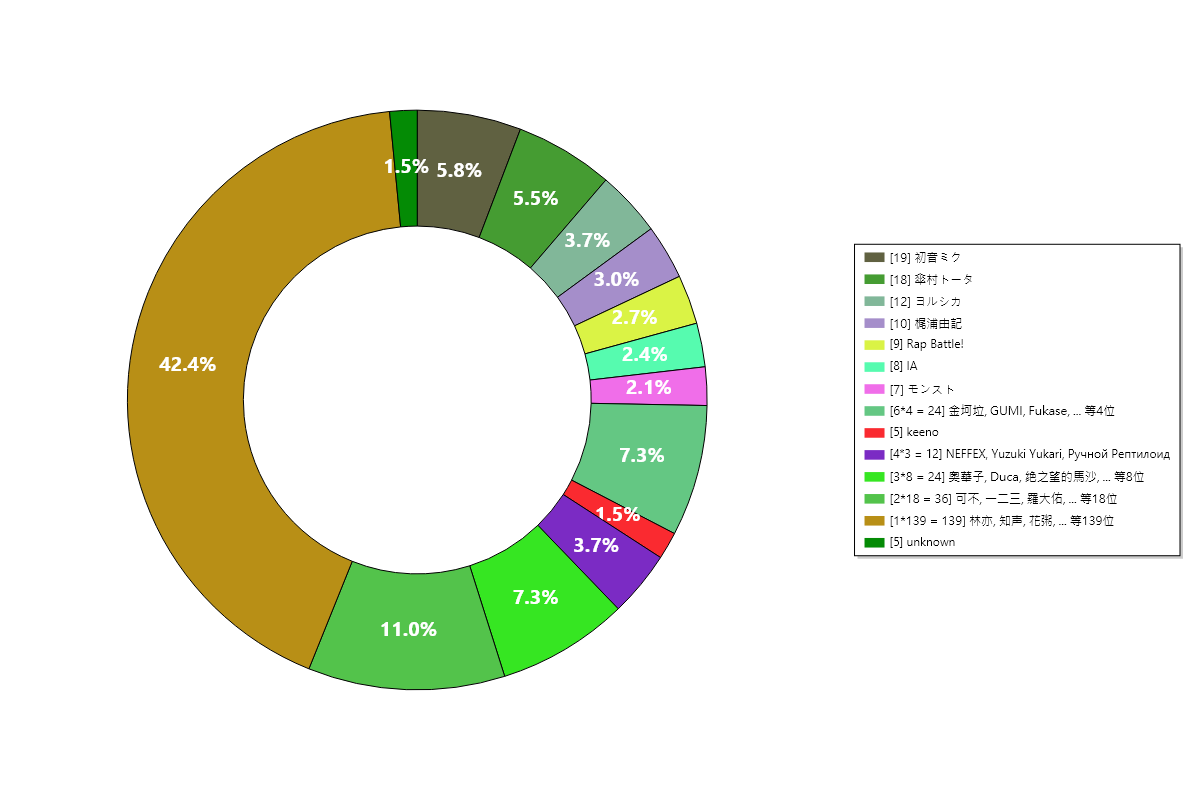 1.5%
5.8%
5.5%
3.7%
3.0%
2.7%
2.4%
2.1%
7.3%
1.5%
3.7%
7.3%
11.0%
42.4%
[19] 初音ミク
[18] 傘村トータ
[12] ヨルシカ
[10] 梶浦由記
[9] Rap Battle!
[8] IA
[7] モンスト
[6*4 = 24] 金坷垃, GUMI, Fukase, ... 等4位
[5] keeno
[4*3 = 12] NEFFEX, Yuzuki Yukari, Ручной Рептилоид
[3*8 = 24] 奥華子, Duca, 绝之望的馬沙, ... 等8位
[2*18 = 36] 可不, 一二三, 羅大佑, ... 等18位
[1*139 = 139] 林亦, 知声, 花粥, ... 等139位
[5] unknown